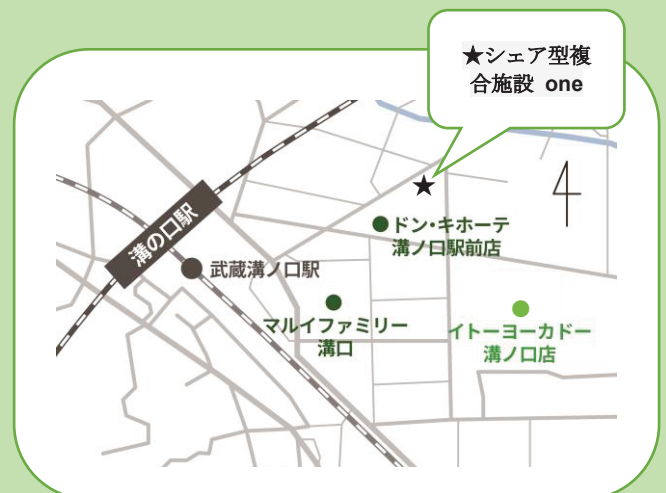 ★シェア型複
合施設 one
溝の口駅
武蔵溝ノ口駅
ドン・キホーテ
溝ノ口駅前店
マルイファミリー
溝口
イトーヨーカドー
溝ノ口店